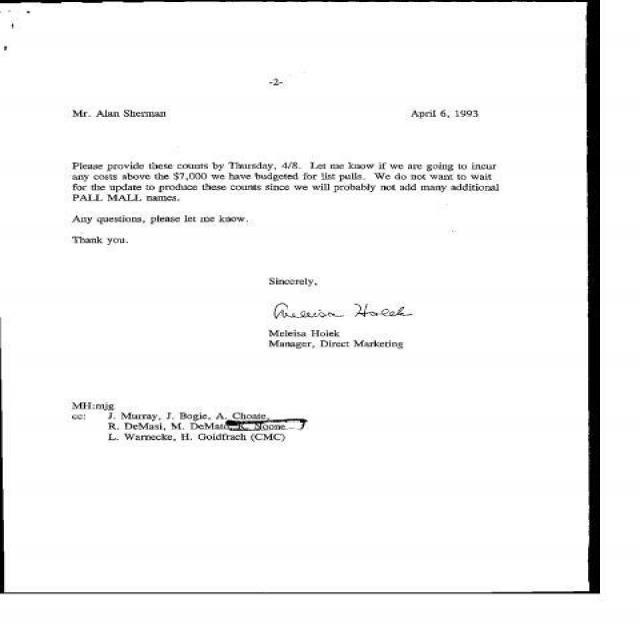 -2-
Mr. Alan Sherman April 6, 1993
Please provide these counts by Thursday, 4/8. Let me know if we are going to incur
any costs above the $7,000 we have budgeted for list pulls. We do not want to wait
for the update to produce these counts since we will probably not add many additional
PALL MALL names.
Any questions, please let me know.
Thank you.
Sincerely,
Meleisa Holek
Meleisa Holek
Manager, Direct Marketing
MH:mjg
cc: J. Murray, J. Bogie, A. Choate,
R. DeMasi, M. DeMato, K. Noone
L. Warnecke, H. Goldfrach (CMC)